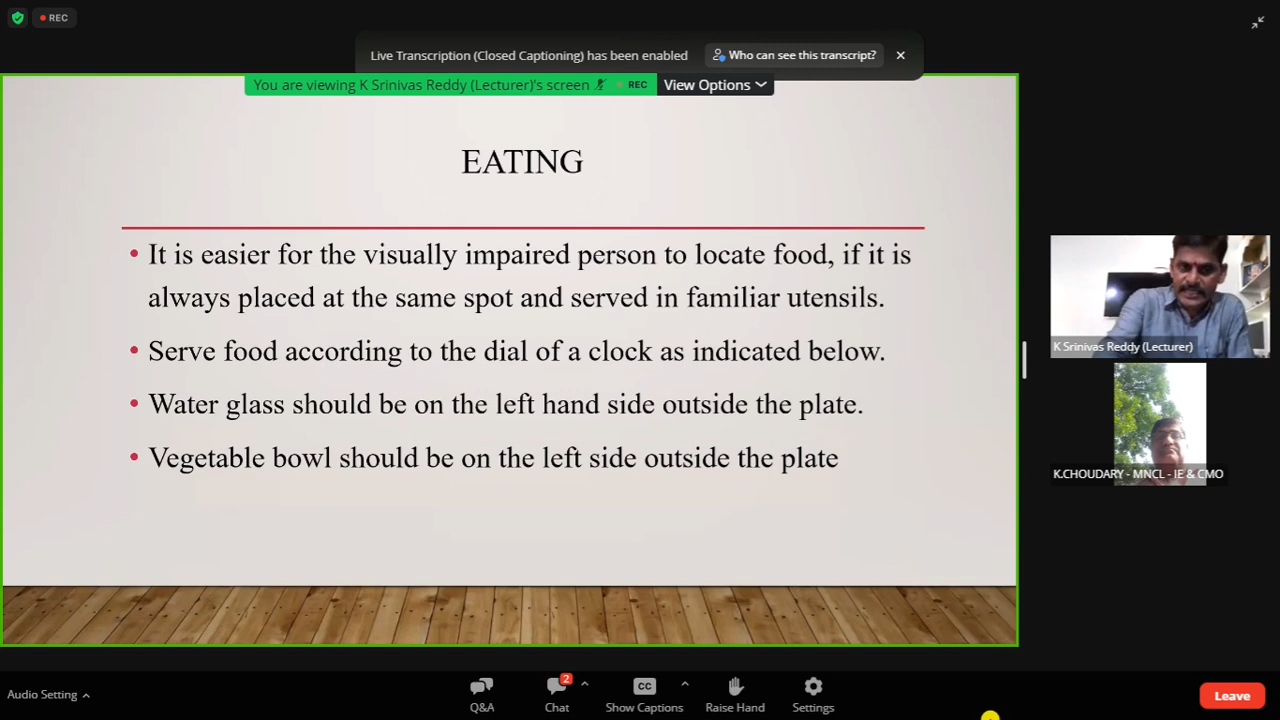 REC
Live Transcription (Closed Captioning) has been enabled
Who can see this transcript?
You are viewing K Srinivas Reddy (Lecturer)'s screen
REC
View Options
EATING
• It is easier for the visually impaired person to locate food, if it is
always placed at the same spot and served in familiar utensils.
• Serve food according to the dial of a clock as indicated below.
• Water glass should be on the left hand side outside the plate.
• Vegetable bowl should be on the left side outside the plate
K Srinivas Reddy (Lecturer)
K.CHOUDARY - MNCL - IE & CMO
Audio Setting
Q&A
2
Chat
CC
Show Captions
Raise Hand
Settings
Leave